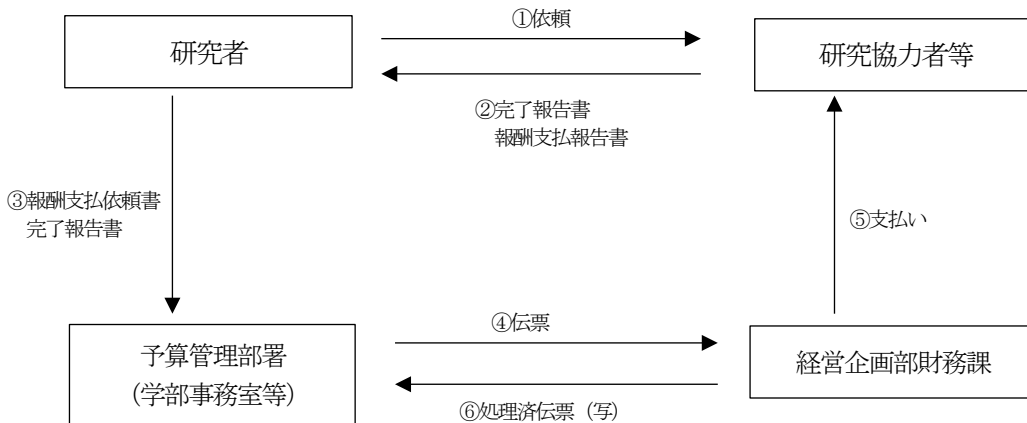 ①依頼
研究者
研究協力者等
②完了報告書
報酬支払報告書
③報酬支払依頼書
完了報告書
⑤支払い
④伝票
予算管理部署
（学部事務室等）
経営企画部財務課
⑥処理済伝票（写）